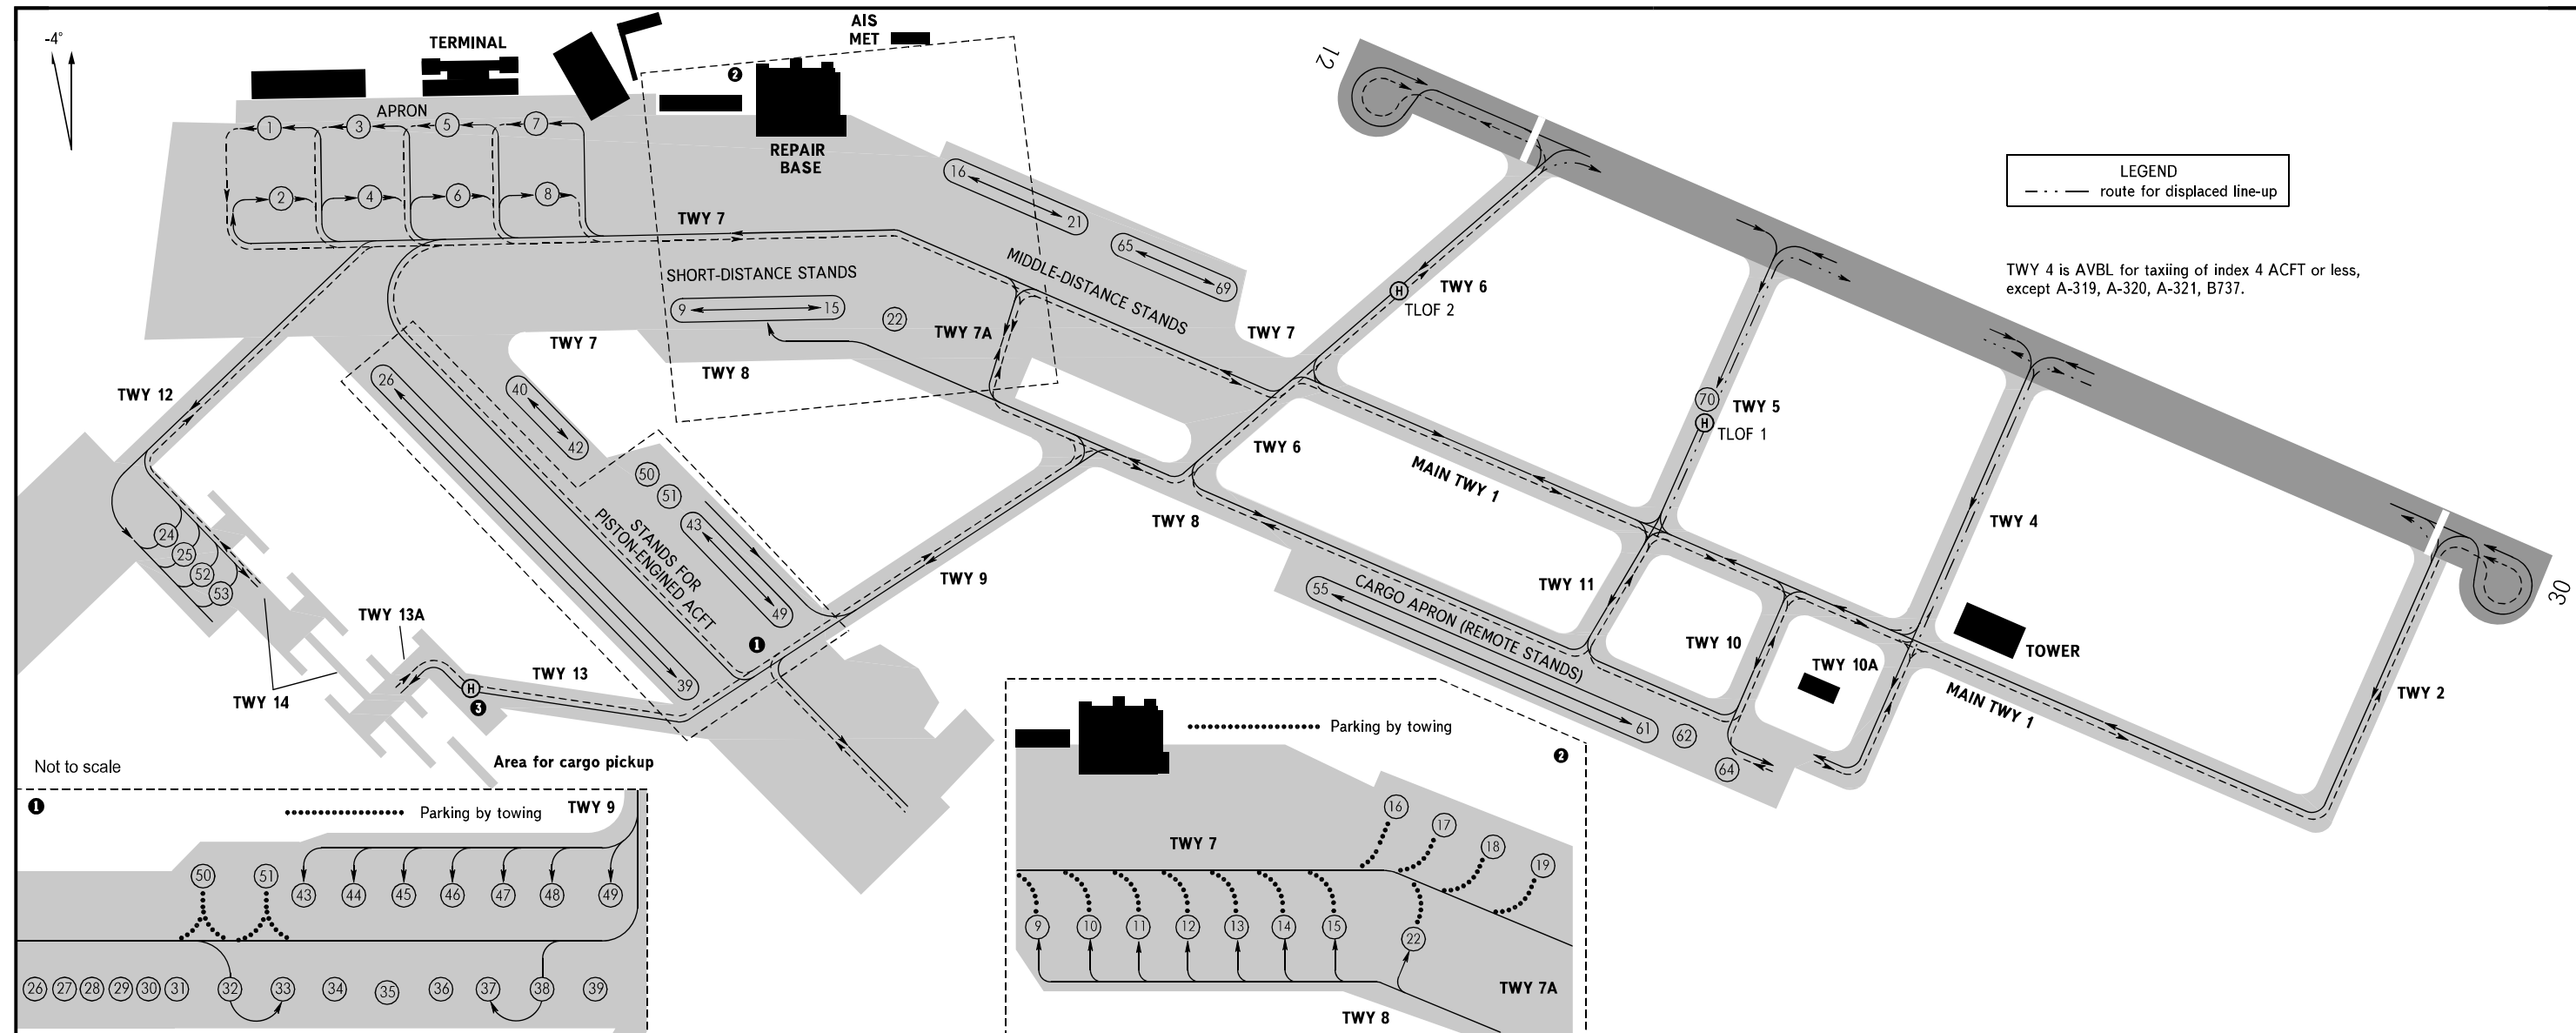 -4°
TERMINAL
AIS
MET
12
APRON
1
3
5
7
2
4
6
8
REPAIR
BASE
2
16
21
65
69
LEGEND
route for displaced line-up
TWY 4 is AVBL for taxiing of index 4 ACFT or less,
except A-319, A-320, A-321, B737.
TWY 7
SHORT-DISTANCE STANDS
MIDDLE-DISTANCE STANDS
9
15
22
TWY 7A
TWY 7
TWY 7
TWY 8
TWY 6
H
TLOF 2
TWY 12
26
39
40
42
50
51
43
49
STANDS FOR
PISTON-ENGINED ACFT
1
TWY 6
MAIN TWY 1
70
TWY 5
H
TLOF 1
TWY 4
TWY 8
TWY 9
24
25
52
53
TWY 11
55
61
CARGO APRON (REMOTE STANDS)
62
64
TWY 10
TWY 10A
TOWER
MAIN TWY 1
TWY 2
30
TWY 13A
TWY 13
TWY 14
H
3
Not to scale
Area for cargo pickup
1
Parking by towing
TWY 9
50
51
43
44
45
46
47
48
49
26
27
28
29
30
31
32
33
34
35
36
37
38
39
Parking by towing
2
16
17
18
19
TWY 7
9
10
11
12
13
14
15
22
TWY 7A
TWY 8